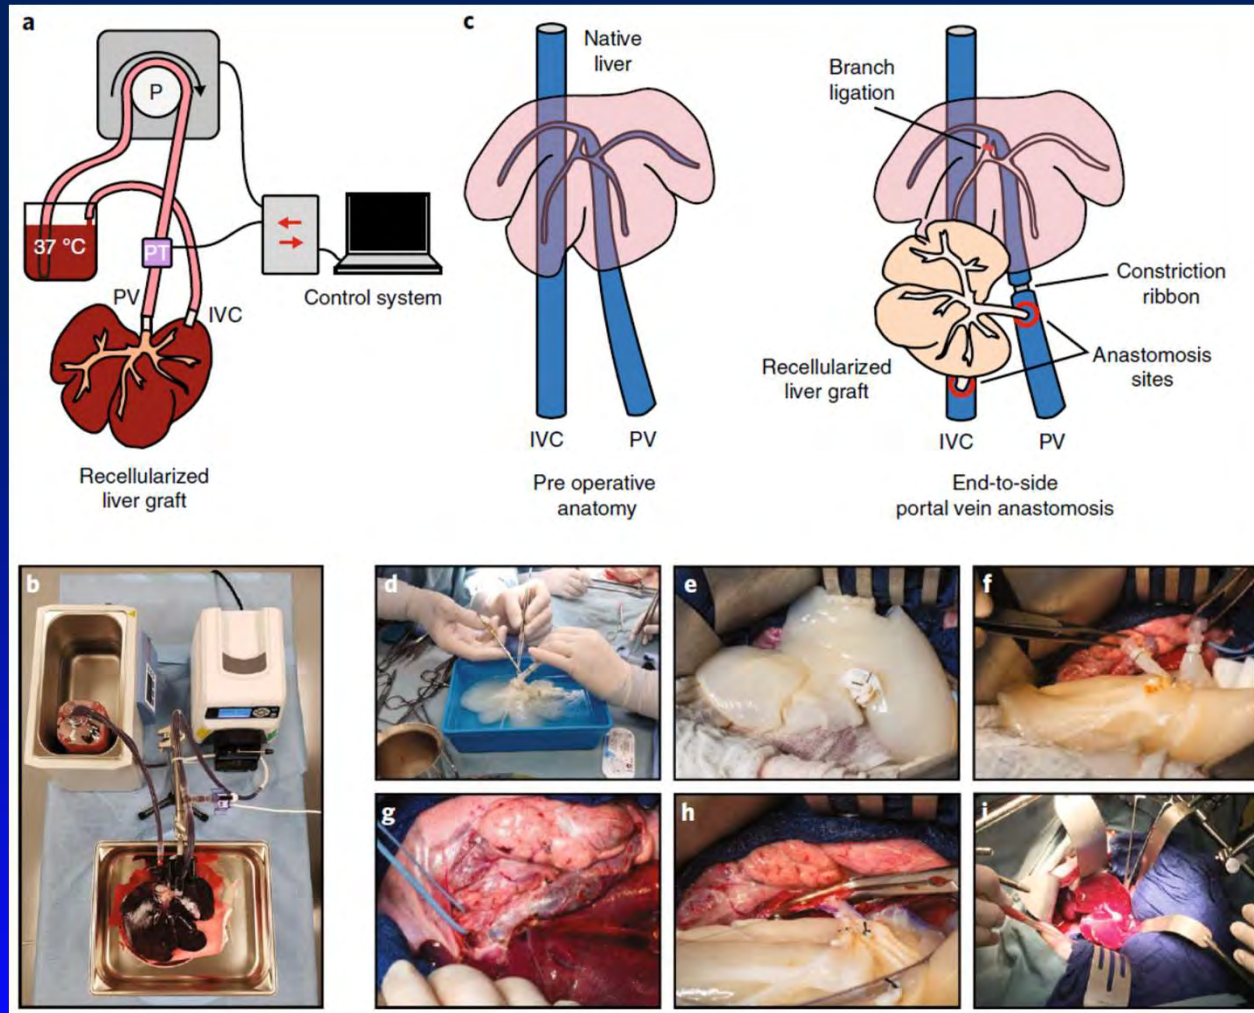 a
P
37 °C
PT
PV
IVC
Control system
Recellularized
liver graft
c
Native
liver
IVC
PV
Pre operative
anatomy
Branch
ligation
Constriction
ribbon
Anastomosis
sites
Recellularized
liver graft
IVC
PV
End-to-side
portal vein anastomosis
b
d
e
f
g
h
i